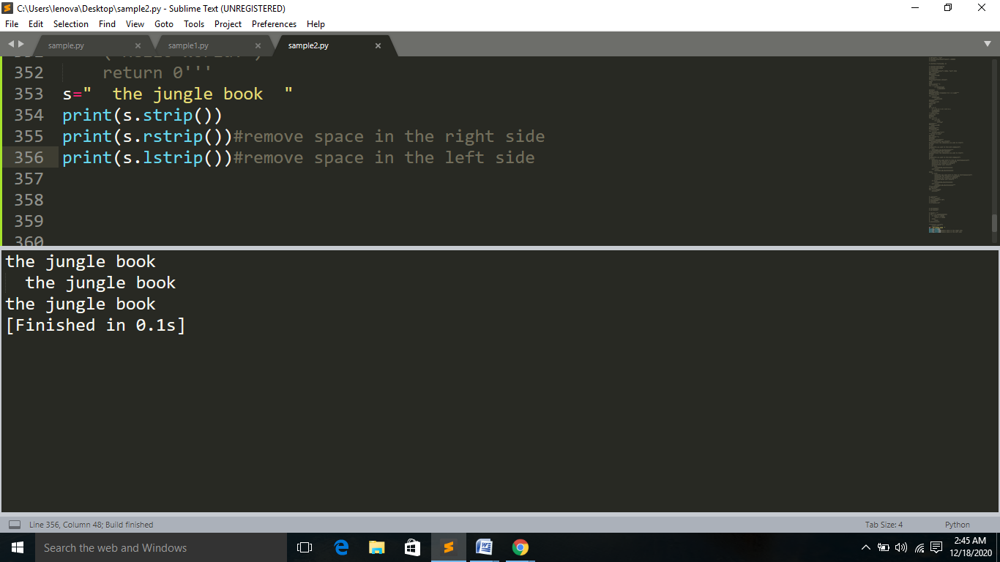 C:\Users\lenova\Desktop\sample2.py - Sublime Text (UNREGISTERED)
File Edit Selection Find View Goto Tools Project Preferences Help
sample.py sample1.py sample2.py
352     return 0'''
353 s="  the jungle book  "
354 print(s.strip())
355 print(s.rstrip())#remove space in the right side
356 print(s.lstrip())#remove space in the left side
357
358
359
360
the jungle book
  the jungle book
the jungle book
[Finished in 0.1s]
Line 356, Column 48; Build finished Tab Size: 4 Python
Search the web and Windows
2:45 AM
12/18/2020